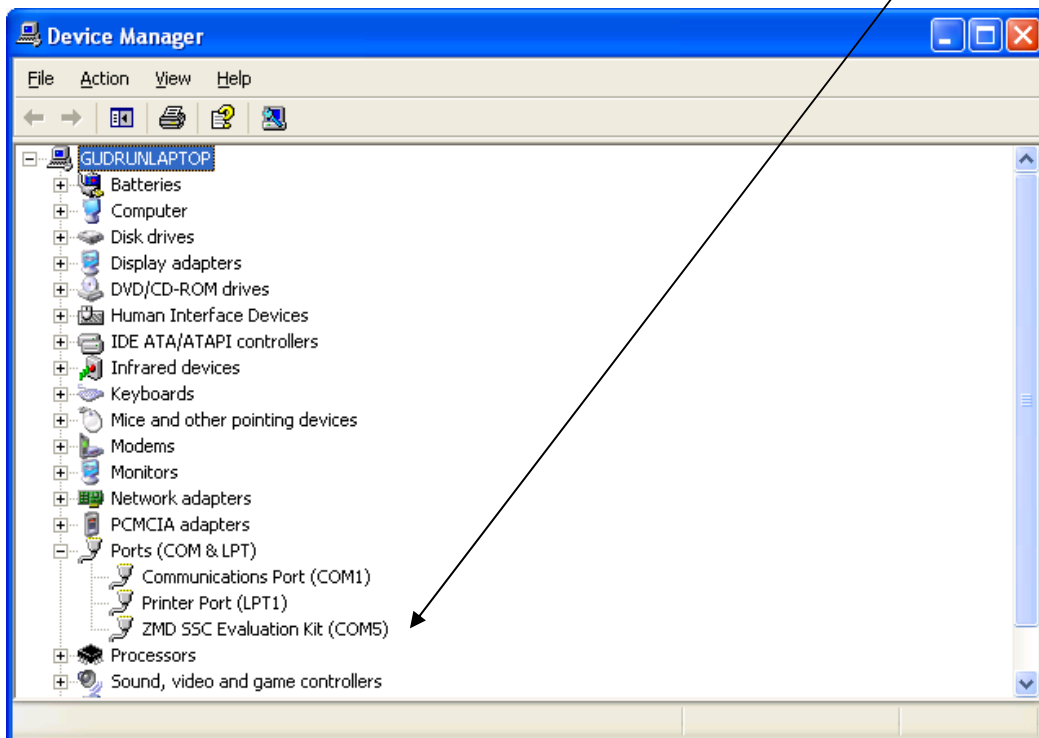 Device Manager
File Action View Help
GUDRUNLAPTOP
Batteries
Computer
Disk drives
Display adapters
DVD/CD-ROM drives
Human Interface Devices
IDE ATA/ATAPI controllers
Infrared devices
Keyboards
Mice and other pointing devices
Modems
Monitors
Network adapters
PCMCIA adapters
Ports (COM & LPT)
Communications Port (COM1)
Printer Port (LPT1)
ZMD SSC Evaluation Kit (COM5)
Processors
Sound, video and game controllers